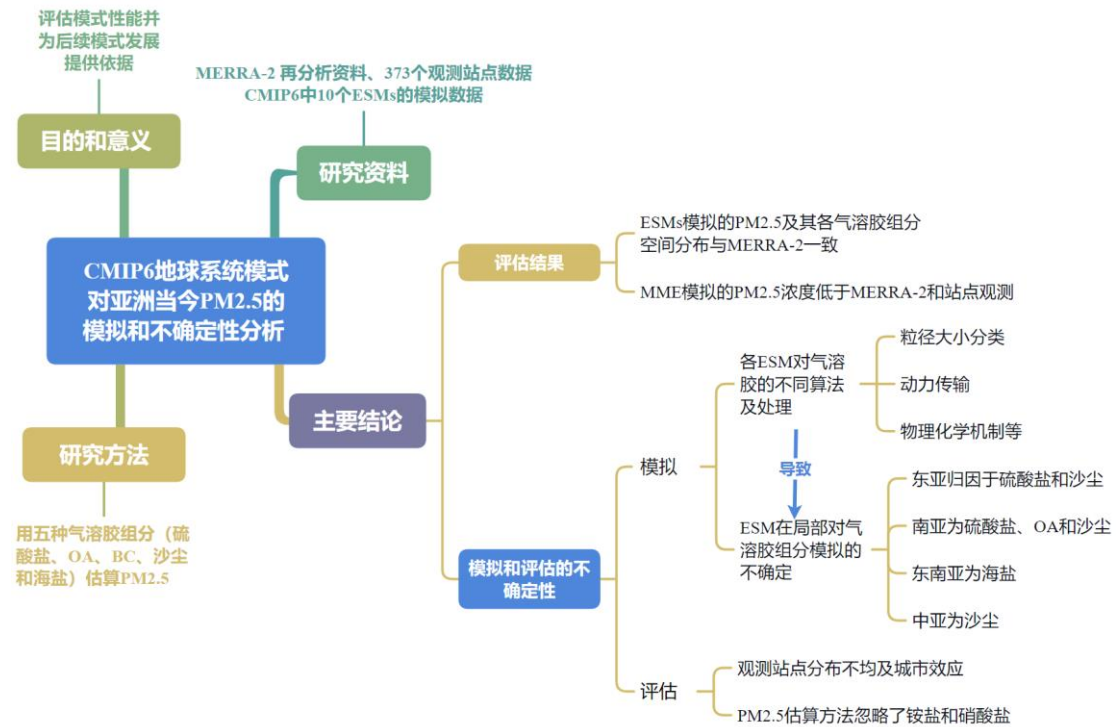 评估模式性能并
为后续模式发展
提供依据
目的和意义
MERRA-2 再分析资料、373个观测站点数据
CMIP6中10个ESMs的模拟数据
研究资料
CMIP6地球系统模式
对亚洲当今PM2.5的
模拟和不确定性分析
研究方法
用五种气溶胶组分（硫
酸盐、OA、BC、沙尘
和海盐）估算PM2.5
主要结论
评估结果
ESMs模拟的PM2.5及其各气溶胶组分
空间分布与MERRA-2一致
MME模拟的PM2.5浓度低于MERRA-2和站点观测
模拟和评估的不
确定性
模拟
各ESM对气溶
胶的不同算法
及处理
粒径大小分类
动力传输
物理化学机制等
导致
ESM在局部对气
溶胶组分模拟的
不确定
东亚归因于硫酸盐和沙尘
南亚为硫酸盐、OA和沙尘
东南亚为海盐
中亚为沙尘
评估
观测站点分布不均及城市效应
PM2.5估算方法忽略了铵盐和硝酸盐